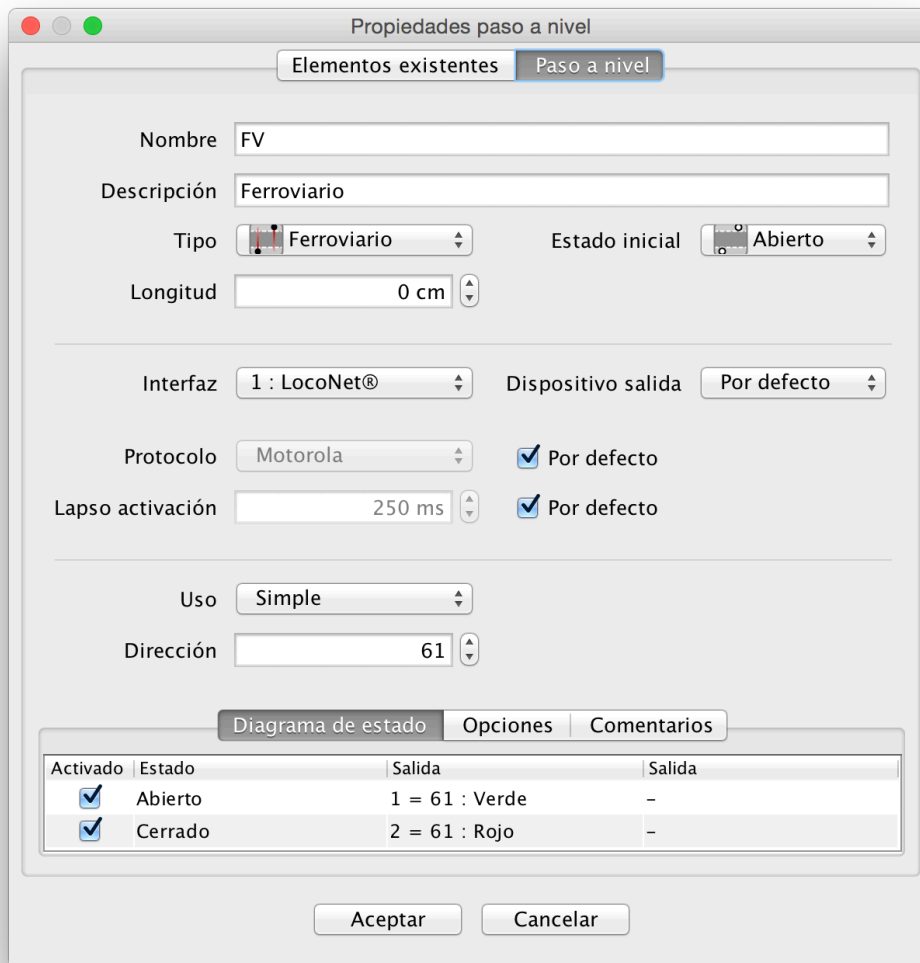 Propiedades paso a nivel
Elementos existentes Paso a nivel
Nombre FV
Descripción Ferroviario
Tipo Ferroviario Estado inicial Abierto
Longitud 0 cm
Interfaz 1 : LocoNet® Dispositivo salida Por defecto
Protocolo Motorola Por defecto
Lapso activación 250 ms Por defecto
Uso Simple
Dirección 61
Diagrama de estado Opciones Comentarios
Activado Estado Salida Salida
Abierto 1 = 61 : Verde –
Cerrado 2 = 61 : Rojo –
Aceptar Cancelar